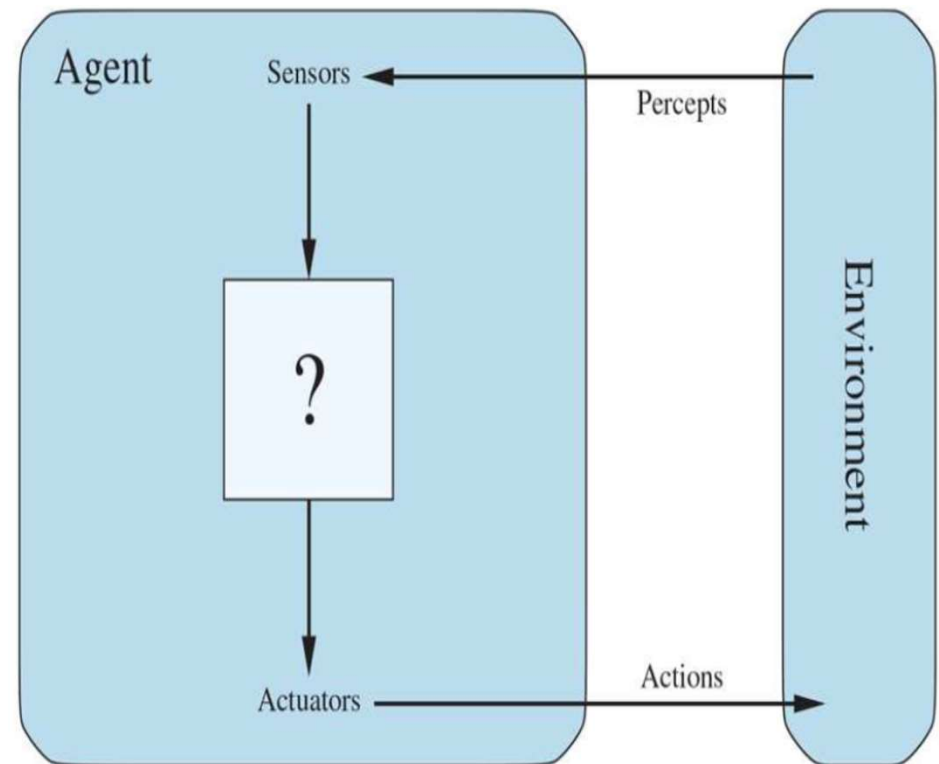 Agent
Sensors
Percepts
?
Environment
Actions
Actuators